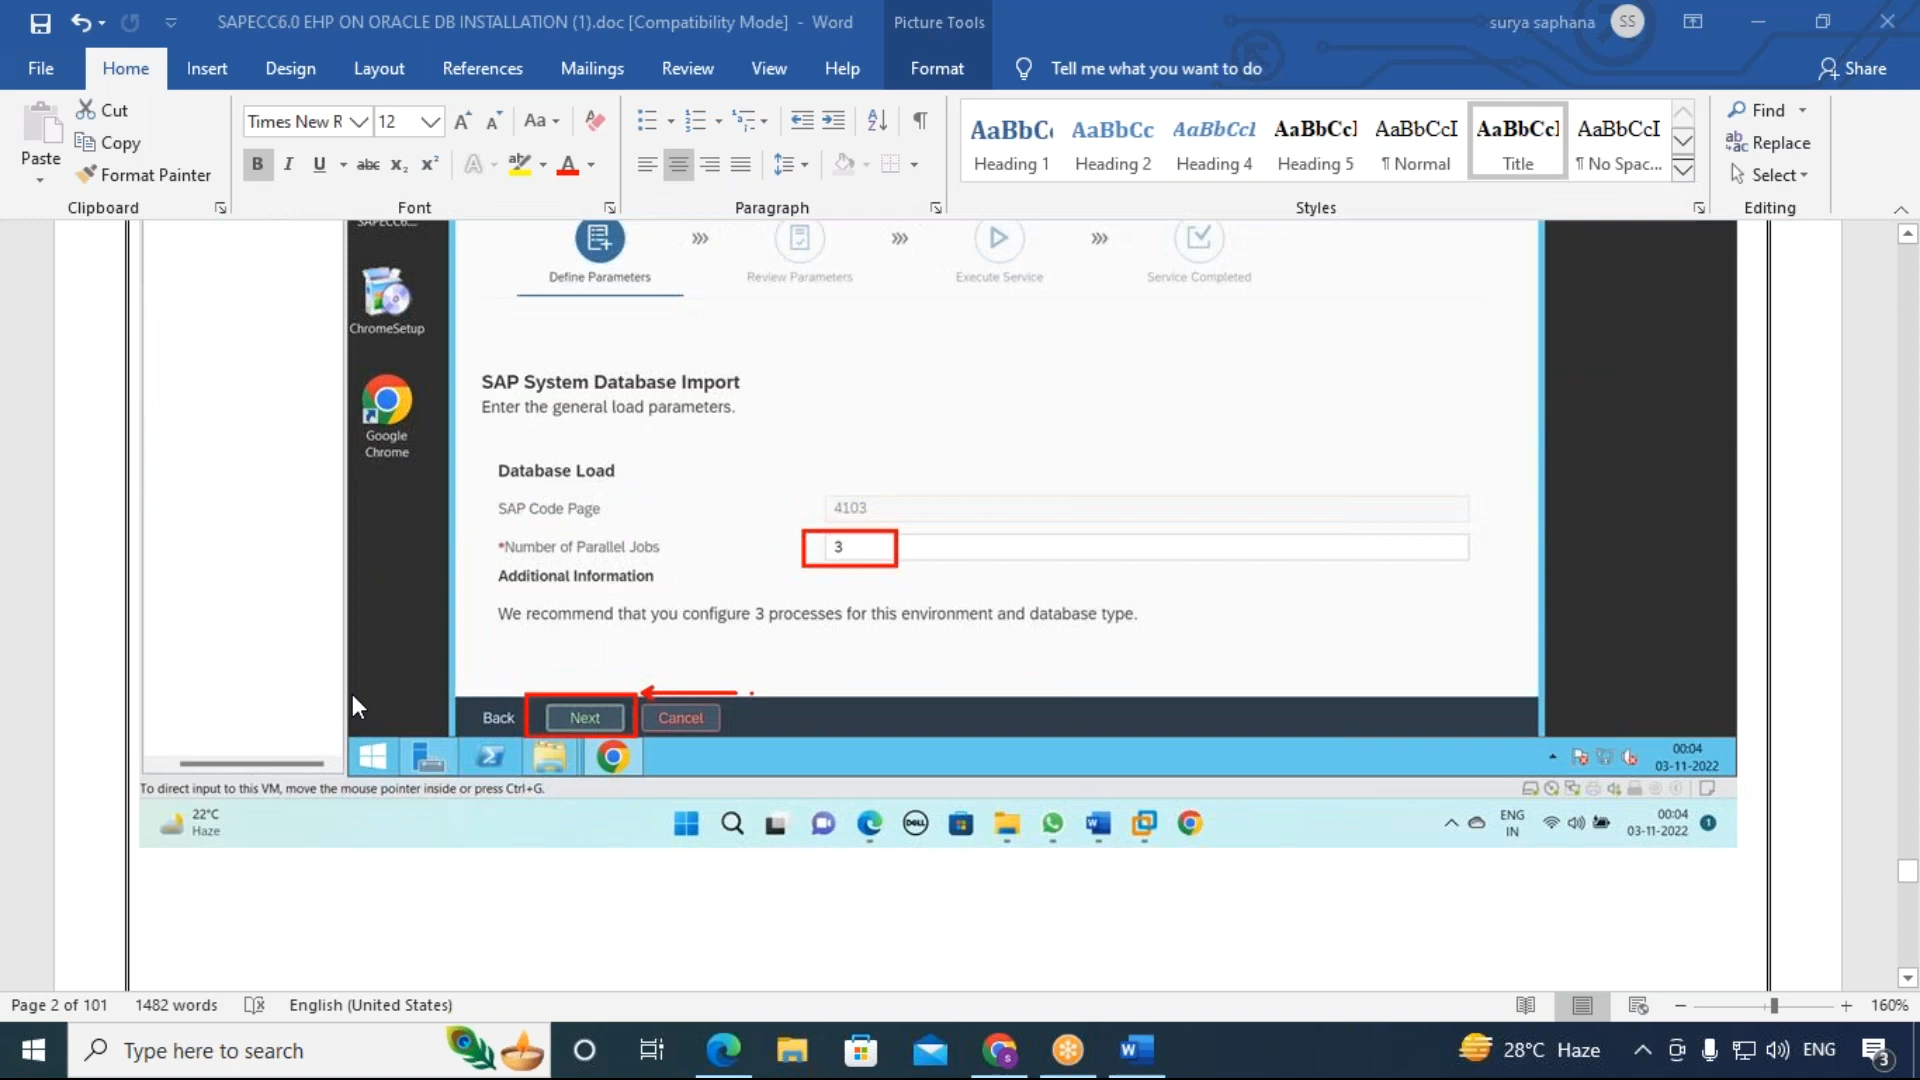 SAPECC6.0 EHP ON ORACLE DB INSTALLATION (1).doc [Compatibility Mode] - Word
Picture Tools
surya saphana
SS
File
Home
Insert
Design
Layout
References
Mailings
Review
View
Help
Format
Tell me what you want to do
Share
Paste
Cut
Copy
Format Painter
Clipboard
Times New R
12
Aa
B I U abc x₂ x²
Font
Paragraph
AaBbC
Heading 1
AaBbCc
Heading 2
AaBbCcI
Heading 4
AaBbCcI
Heading 5
AaBbCcI
¶ Normal
AaBbCcI
Title
AaBbCcI
¶ No Spac...
Styles
Find
Replace
Select
Editing
ChromeSetup
Google
Chrome
Define Parameters
Review Parameters
Execute Service
Service Completed
SAP System Database Import
Enter the general load parameters.
Database Load
SAP Code Page
4103
*Number of Parallel Jobs
3
Additional Information
We recommend that you configure 3 processes for this environment and database type.
Back
Next
Cancel
00:04
03-11-2022
To direct input to this VM, move the mouse pointer inside or press Ctrl+G.
22°C
Haze
DELL
ENG
IN
00:04
03-11-2022
1
Page 2 of 101
1482 words
English (United States)
160%
Type here to search
28°C Haze
ENG
3